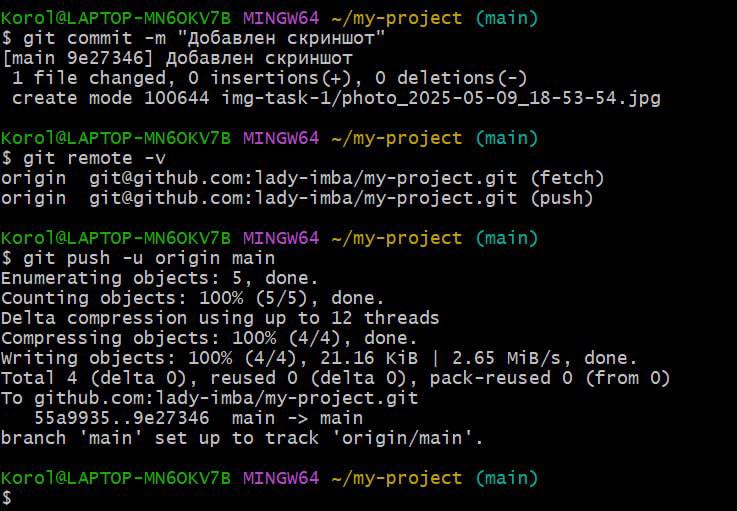 Korol@LAPTOP-MN6OKV7B MINGW64 ~/my-project (main)
$ git commit -m "Добавлен скриншот"
[main 9e27346] Добавлен скриншот
 1 file changed, 0 insertions(+), 0 deletions(-)
 create mode 100644 img-task-1/photo_2025-05-09_18-53-54.jpg

Korol@LAPTOP-MN6OKV7B MINGW64 ~/my-project (main)
$ git remote -v
origin  git@github.com:lady-imba/my-project.git (fetch)
origin  git@github.com:lady-imba/my-project.git (push)

Korol@LAPTOP-MN6OKV7B MINGW64 ~/my-project (main)
$ git push -u origin main
Enumerating objects: 5, done.
Counting objects: 100% (5/5), done.
Delta compression using up to 12 threads
Compressing objects: 100% (4/4), done.
Writing objects: 100% (4/4), 21.16 KiB | 2.65 MiB/s, done.
Total 4 (delta 0), reused 0 (delta 0), pack-reused 0 (from 0)
To github.com:lady-imba/my-project.git
   55a9935..9e27346  main -> main
branch 'main' set up to track 'origin/main'.

Korol@LAPTOP-MN6OKV7B MINGW64 ~/my-project (main)
$